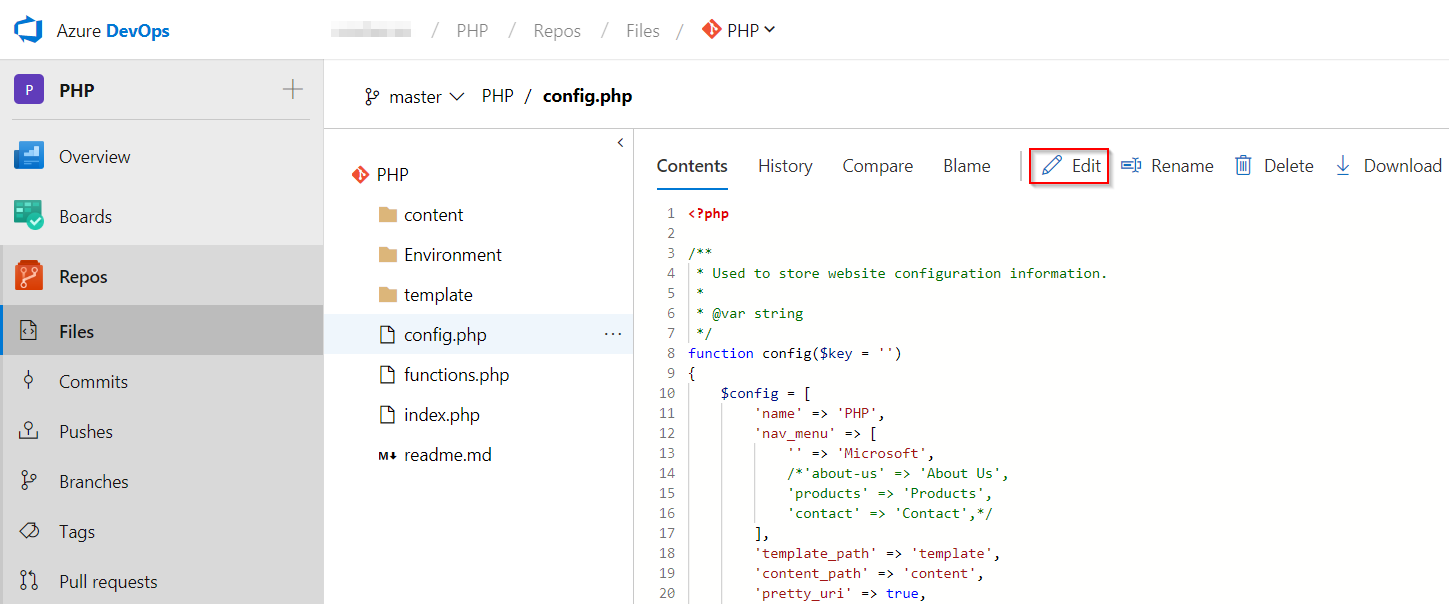 Azure DevOps
/ PHP / Repos / Files / PHP
P PHP
Overview
Boards
Repos
Files
Commits
Pushes
Branches
Tags
Pull requests
master PHP / config.php
PHP
content
Environment
template
config.php ...
functions.php
index.php
M↓ readme.md
Contents History Compare Blame Edit Rename Delete Download
1 <?php
2
3 /**
4 * Used to store website configuration information.
5 *
6 * @var string
7 */
8 function config($key = '')
9 {
10 $config = [
11 'name' => 'PHP',
12 'nav_menu' => [
13 '' => 'Microsoft',
14 /*'about-us' => 'About Us',
15 'products' => 'Products',
16 'contact' => 'Contact',*/
17 ],
18 'template_path' => 'template',
19 'content_path' => 'content',
20 'pretty_uri' => true,